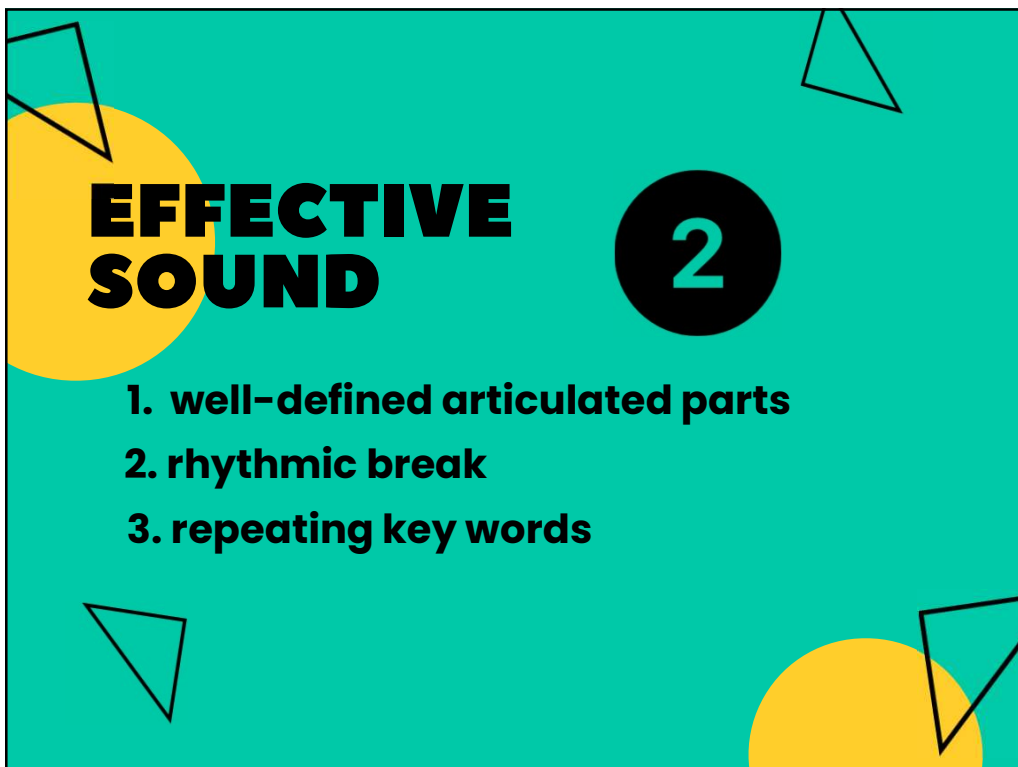 EFFECTIVE
SOUND
2
1. well-defined articulated parts
2. rhythmic break
3. repeating key words